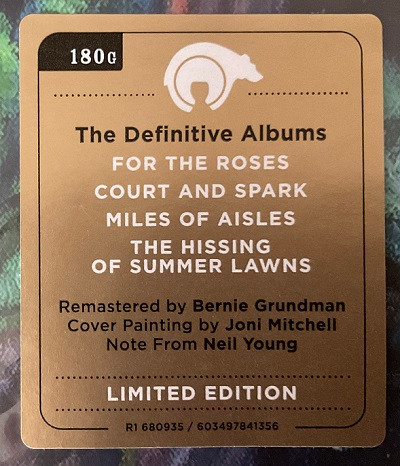 180G
The Definitive Albums
FOR THE ROSES
COURT AND SPARK
MILES OF AISLES
THE HISSING
OF SUMMER LAWNS
Remastered by Bernie Grundman
Cover Painting by Joni Mitchell
Note From Neil Young
LIMITED EDITION
R1 680935 / 603497841356